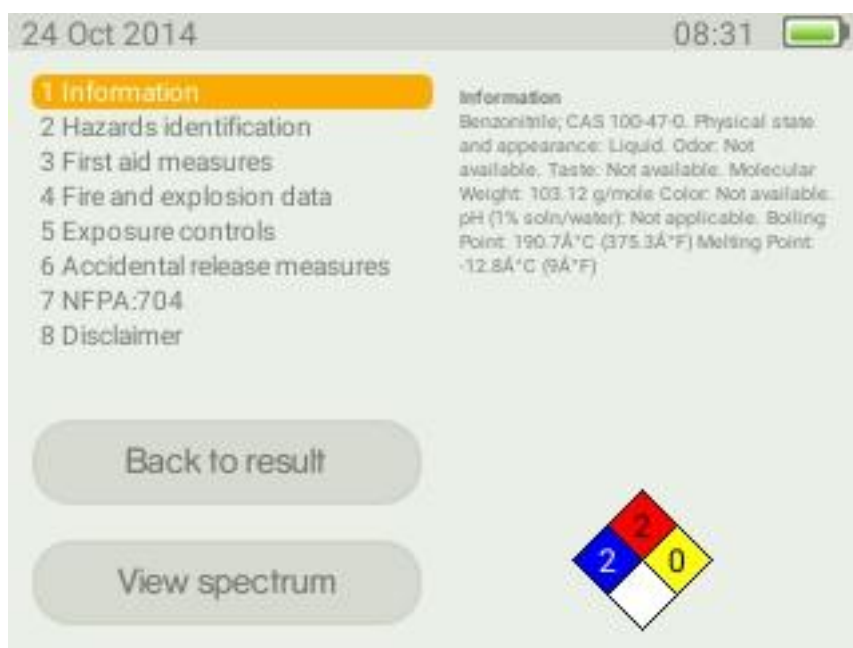 24 Oct 2014
08:31
1 Information
2 Hazards identification
3 First aid measures
4 Fire and explosion data
5 Exposure controls
6 Accidental release measures
7 NFPA:704
8 Disclaimer
Back to result
View spectrum
Information
Benzonitrile; CAS 100-47-0. Physical state
and appearance: Liquid. Odor: Not
available. Taste: Not available. Molecular
Weight: 103.12 g/mole Color: Not available.
pH (1% soln/water): Not applicable. Boiling
Point: 190.7Â°C (375.3Â°F) Melting Point:
-12.8Â°C (9Â°F)
2
2
0